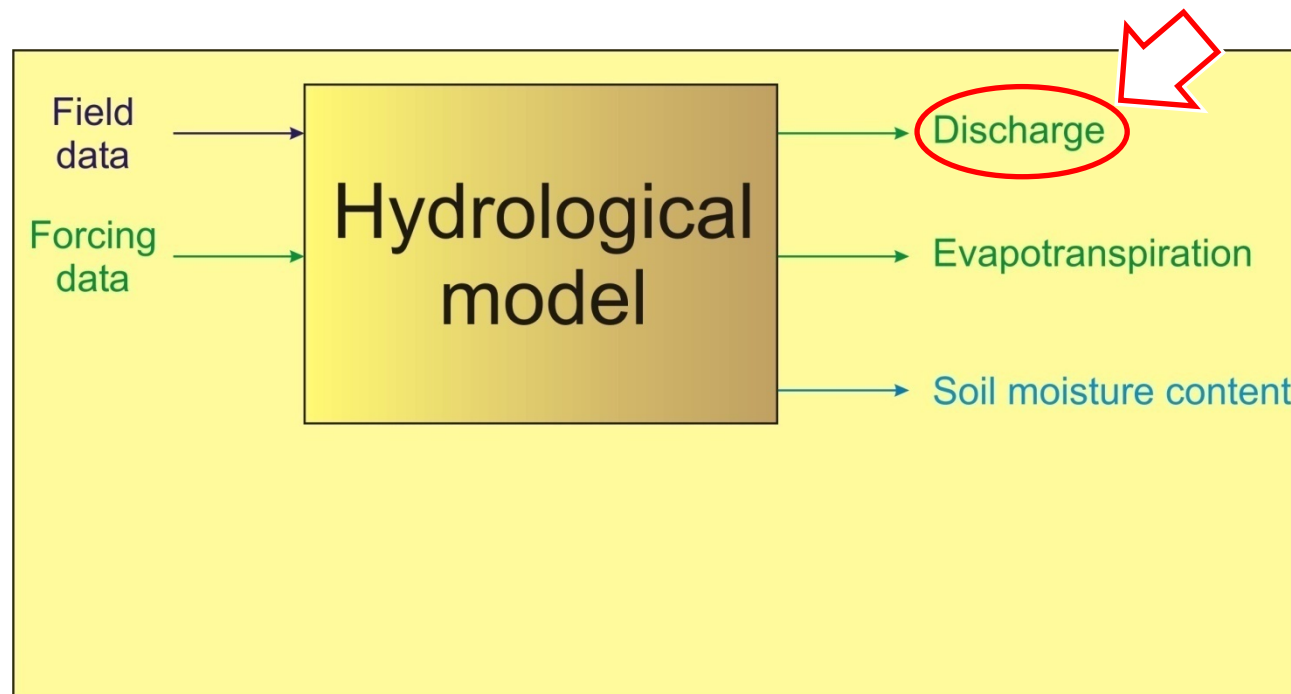 Field
data
Forcing
data
Hydrological
model
Discharge
Evapotranspiration
Soil moisture content